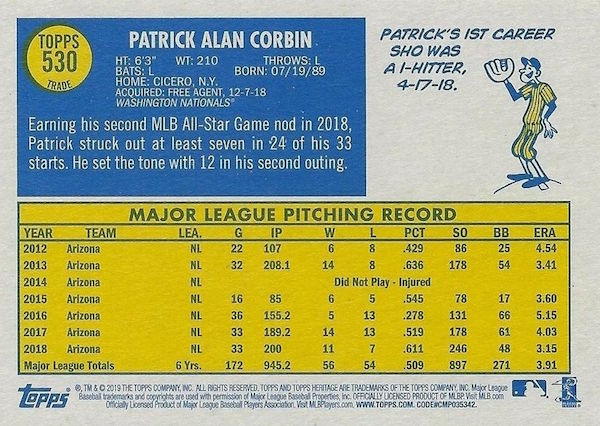 TOPPS
530
TRADE
PATRICK ALAN CORBIN
HT: 6'3" WT: 210 THROWS: L
BATS: L BORN: 07/19/89
HOME: CICERO, N.Y.
ACQUIRED: FREE AGENT, 12-7-18
WASHINGTON NATIONALS®
Earning his second MLB All-Star Game nod in 2018,
Patrick struck out at least seven in 24 of his 33
starts. He set the tone with 12 in his second outing.
PATRICK'S 1ST CAREER
SHO WAS
A 1-HITTER,
4-17-18.
MAJOR LEAGUE PITCHING RECORD
YEAR TEAM LEA. G IP W L PCT SO BB ERA
2012 Arizona NL 22 107 6 8 .429 86 25 4.54
2013 Arizona NL 32 208.1 14 8 .636 178 54 3.41
2014 Arizona NL Did Not Play - Injured
2015 Arizona NL 16 85 6 5 .545 78 17 3.60
2016 Arizona NL 36 155.2 5 13 .278 131 66 5.15
2017 Arizona NL 33 189.2 14 13 .519 178 61 4.03
2018 Arizona NL 33 200 11 7 .611 246 48 3.15
Major League Totals 6 Yrs. 172 945.2 56 54 .509 897 271 3.91
Topps ®, TM & © 2019 THE TOPPS COMPANY, INC. ALL RIGHTS RESERVED. TOPPS AND TOPPS HERITAGE ARE TRADEMARKS OF THE TOPPS COMPANY, INC. Major League
Baseball trademarks and copyrights are used with permission of Major League Baseball Properties, Inc. OFFICIALLY LICENSED PRODUCT OF MLBP. Visit MLB.com
Officially Licensed Product of Major League Baseball Players Association. Visit MLBPlayers.com. WWW.TOPPS.COM. CODE#CMP035342.